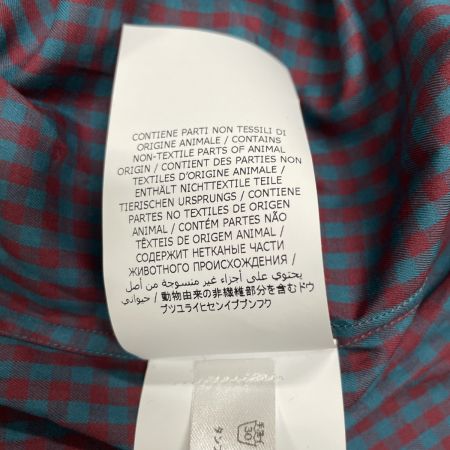 CONTIENE PARTI NON TESSILI DI
ORIGINE ANIMALE / CONTAINS
NON-TEXTILE PARTS OF ANIMAL
ORIGIN / CONTIENT DES PARTIES NON
TEXTILES D'ORIGINE ANIMALE /
ENTHÄLT NICHTTEXTILE TEILE
TIERISCHEN URSPRUNGS / CONTIENE
PARTES NO TEXTILES DE ORIGEN
ANIMAL / CONTÉM PARTES NÃO
TÊXTEIS DE ORIGEM ANIMAL /
СОДЕРЖИТ НЕТКАНЫЕ ЧАСТИ
ЖИВОТНОГО ПРОИСХОЖДЕНИЯ /
يحتوي على أجزاء غير منسوجة من أصل
حيواني / 動物由来の非繊維部分を含むドウ
ブツユライヒセンイブブンフク
30